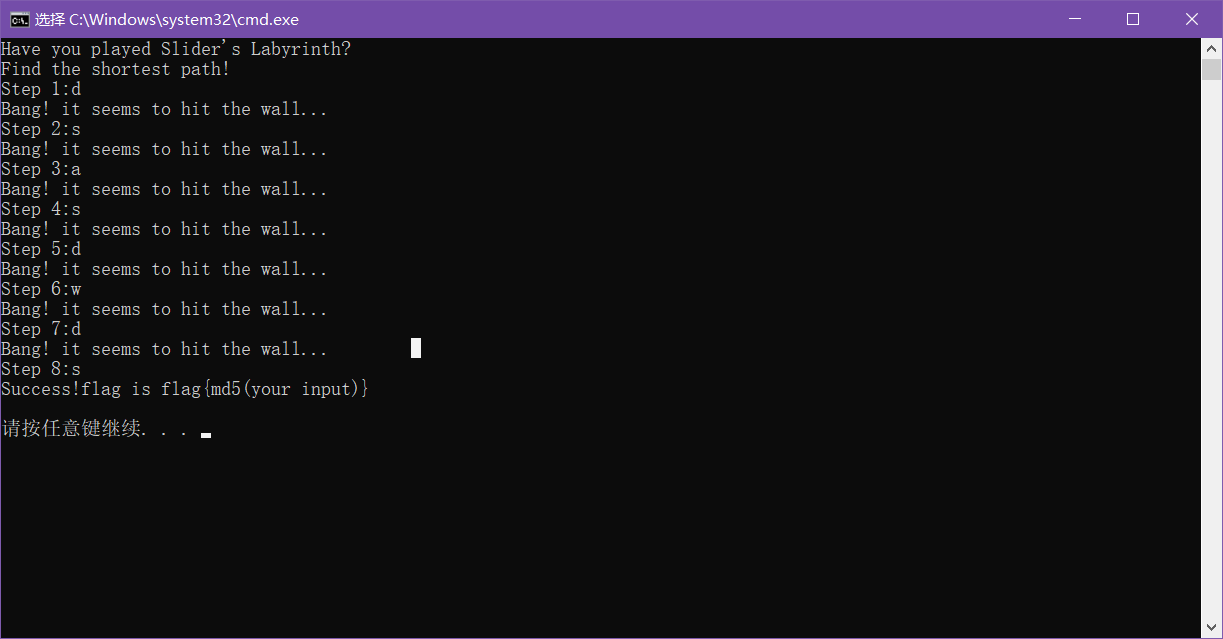 选择 C:\Windows\system32\cmd.exe
Have you played Slider's Labyrinth?
Find the shortest path!
Step 1:d
Bang! it seems to hit the wall...
Step 2:s
Bang! it seems to hit the wall...
Step 3:a
Bang! it seems to hit the wall...
Step 4:s
Bang! it seems to hit the wall...
Step 5:d
Bang! it seems to hit the wall...
Step 6:w
Bang! it seems to hit the wall...
Step 7:d
Bang! it seems to hit the wall...
Step 8:s
Success!flag is flag{md5(your input)}
请按任意键继续. . .